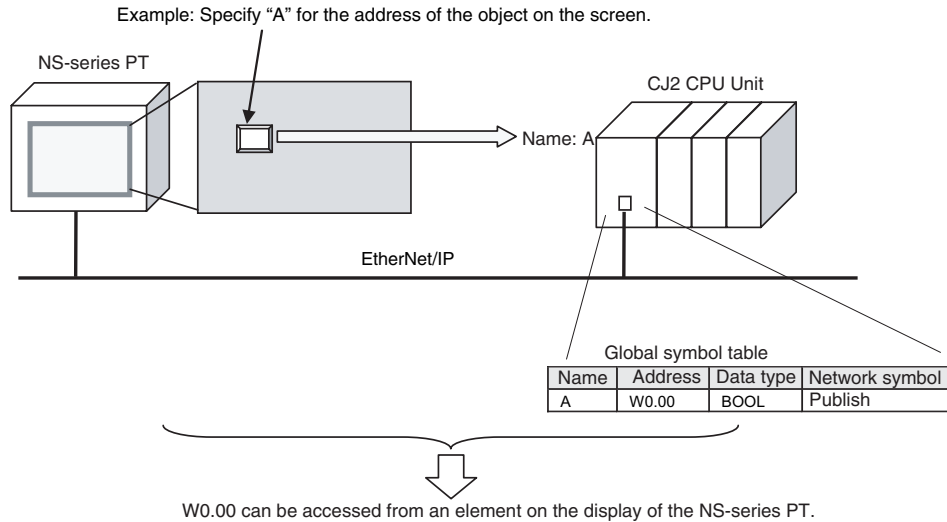 Example: Specify “A” for the address of the object on the screen.
NS-series PT
CJ2 CPU Unit
Name: A
EtherNet/IP
Global symbol table
Name Address Data type Network symbol
A W0.00 BOOL Publish
W0.00 can be accessed from an element on the display of the NS-series PT.